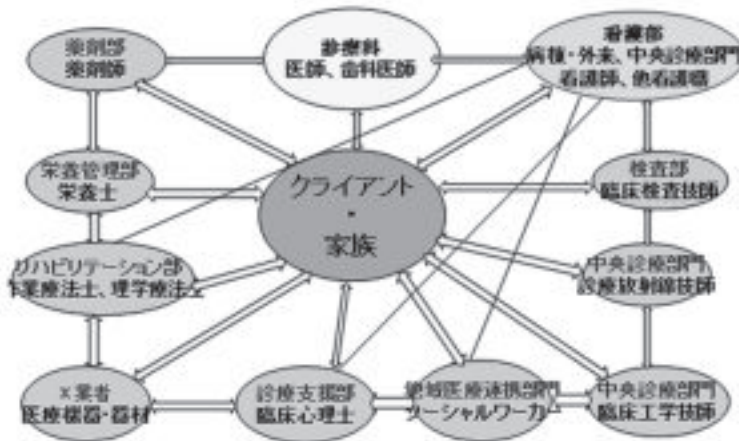 薬剤部
薬剤師
診療科
医師、歯科医師
看護部
病棟・外来、中央診療部門
看護師、他看護職
栄養管理部
栄養士
クライアント
・
家族
検査部
臨床検査技師
リハビリテーション部
作業療法士、理学療法士
中央診療部門
診療放射線技師
※業者
医療機器・器材
診療支援部
臨床心理士
地域医療連携部門
ソーシャルワーカ
中央診療部門
臨床工学技師